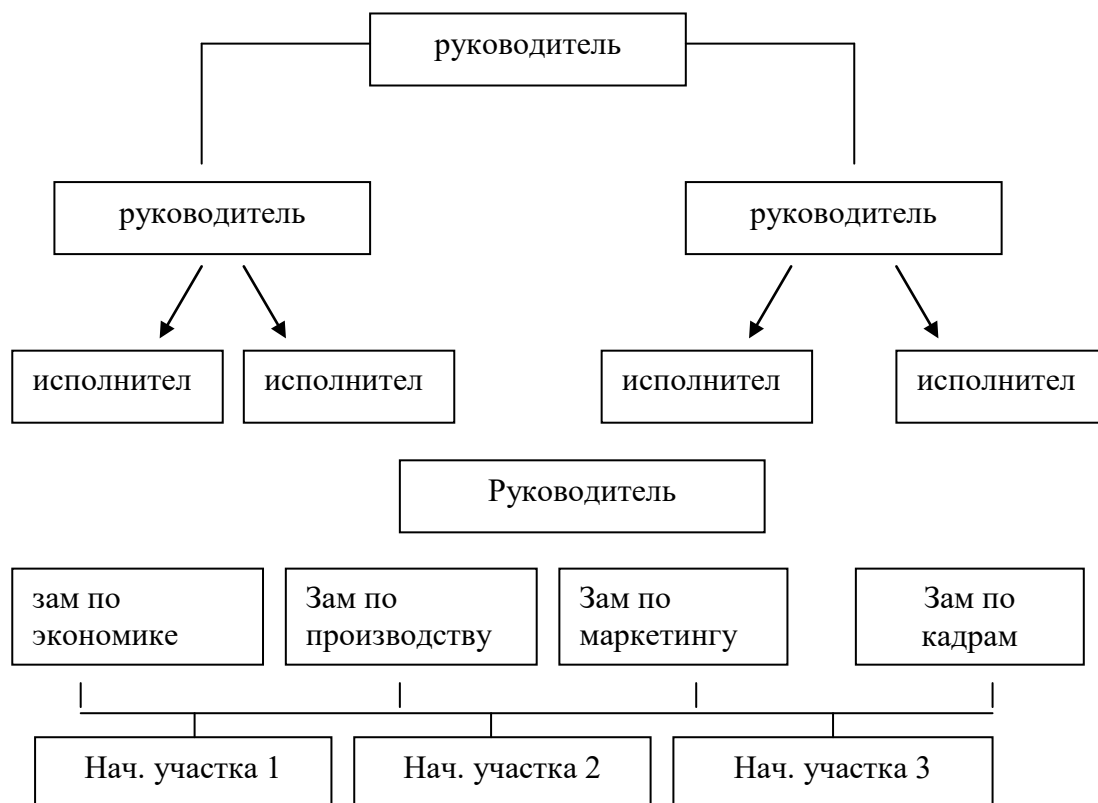 руководитель
руководитель
руководитель
исполнител
исполнител
исполнител
исполнител
Руководитель
зам по
экономике
Зам по
производству
Зам по
маркетингу
Зам по
кадрам
Нач. участка 1
Нач. участка 2
Нач. участка 3